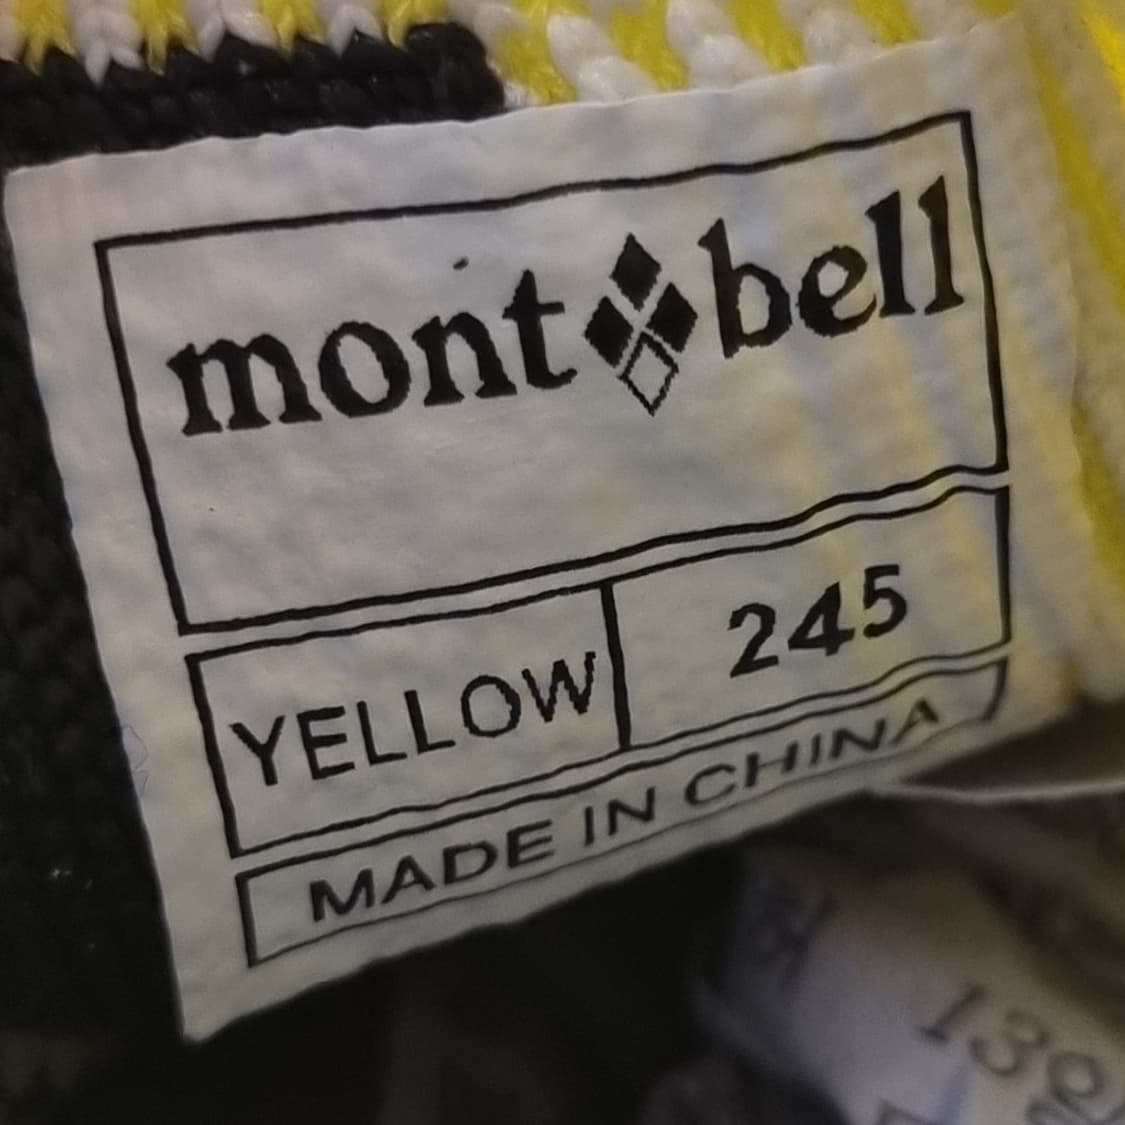 mont bell
YELLOW 245
MADE IN CHINA